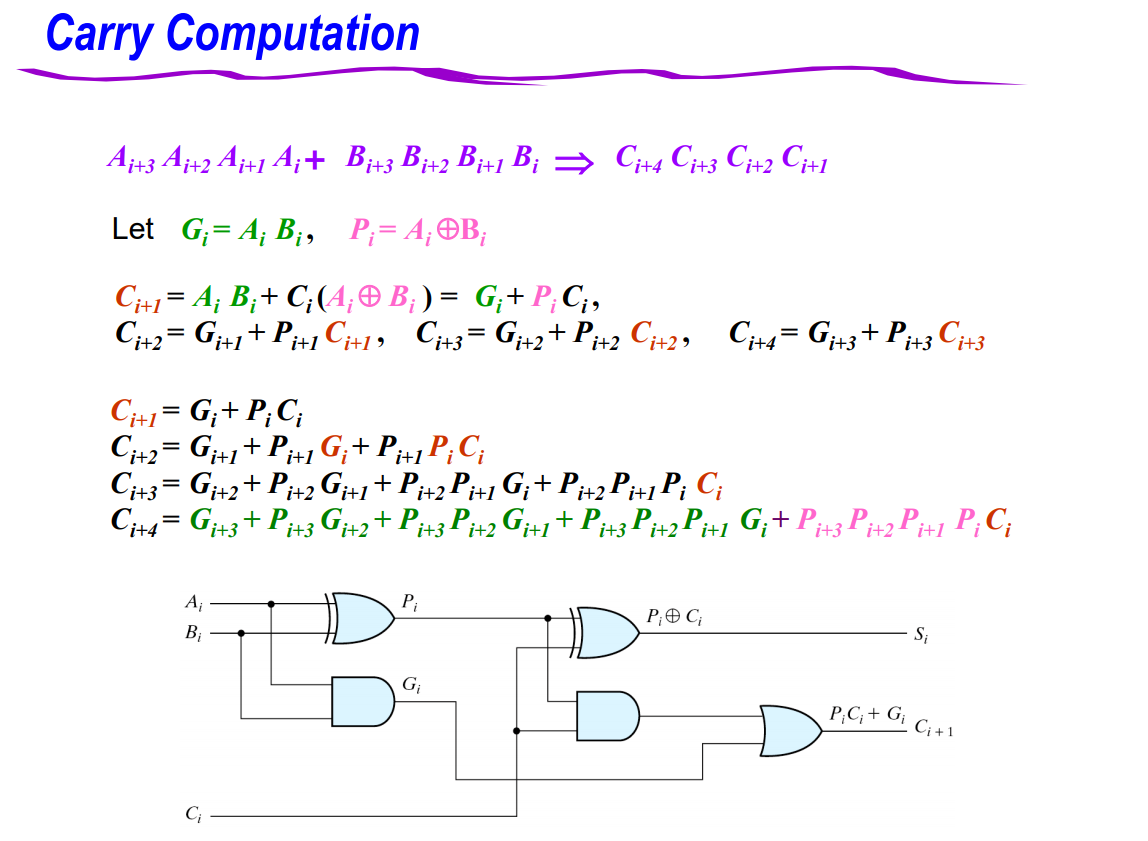 Carry Computation
Aᵢ₊₃ Aᵢ₊₂ Aᵢ₊₁ Aᵢ + Bᵢ₊₃ Bᵢ₊₂ Bᵢ₊₁ Bᵢ ⇒ Cᵢ₊₄ Cᵢ₊₃ Cᵢ₊₂ Cᵢ₊₁
Let Gᵢ = Aᵢ Bᵢ, Pᵢ = Aᵢ ⊕ Bᵢ
Cᵢ₊₁ = Aᵢ Bᵢ + Cᵢ (Aᵢ ⊕ Bᵢ) = Gᵢ + Pᵢ Cᵢ,
Cᵢ₊₂ = Gᵢ₊₁ + Pᵢ₊₁ Cᵢ₊₁, Cᵢ₊₃ = Gᵢ₊₂ + Pᵢ₊₂ Cᵢ₊₂, Cᵢ₊₄ = Gᵢ₊₃ + Pᵢ₊₃ Cᵢ₊₃
Cᵢ₊₁ = Gᵢ + Pᵢ Cᵢ
Cᵢ₊₂ = Gᵢ₊₁ + Pᵢ₊₁ Gᵢ + Pᵢ₊₁ Pᵢ Cᵢ
Cᵢ₊₃ = Gᵢ₊₂ + Pᵢ₊₂ Gᵢ₊₁ + Pᵢ₊₂ Pᵢ₊₁ Gᵢ + Pᵢ₊₂ Pᵢ₊₁ Pᵢ Cᵢ
Cᵢ₊₄ = Gᵢ₊₃ + Pᵢ₊₃ Gᵢ₊₂ + Pᵢ₊₃ Pᵢ₊₂ Gᵢ₊₁ + Pᵢ₊₃ Pᵢ₊₂ Pᵢ₊₁ Gᵢ + Pᵢ₊₃ Pᵢ₊₂ Pᵢ₊₁ Pᵢ Cᵢ
Aᵢ
Pᵢ
Pᵢ ⊕ Cᵢ
Bᵢ
Sᵢ
Gᵢ
PᵢCᵢ + Gᵢ
Cᵢ₊₁
Cᵢ